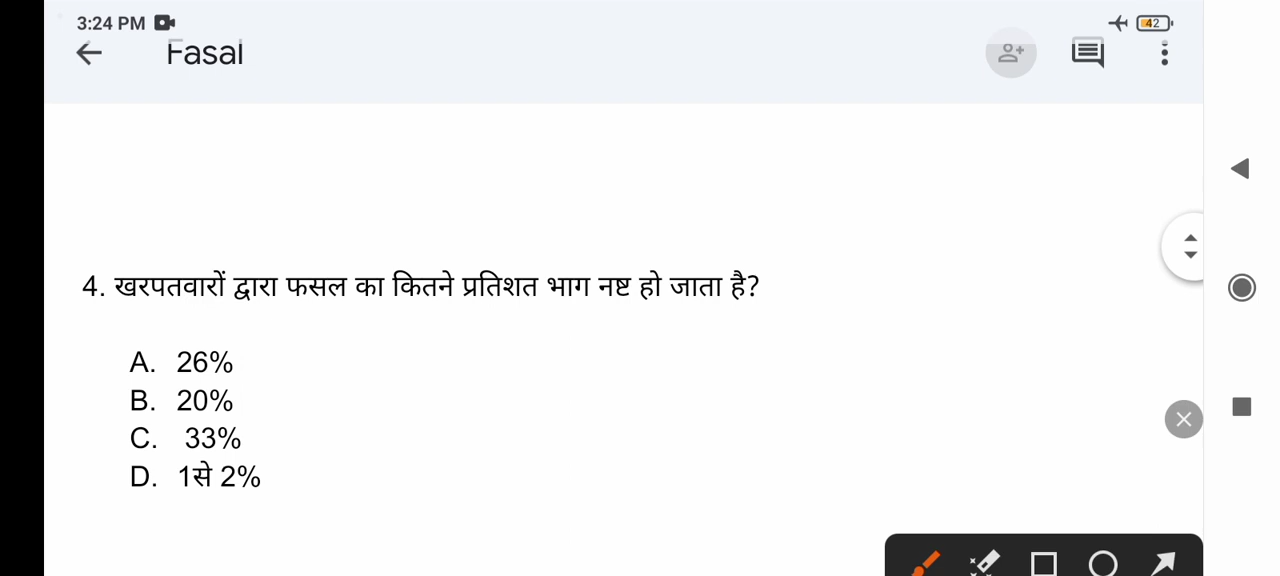 3:24 PM
42
Fasal
4. खरपतवारों द्वारा फसल का कितने प्रतिशत भाग नष्ट हो जाता है?
A. 26%
B. 20%
C. 33%
D. 1से 2%